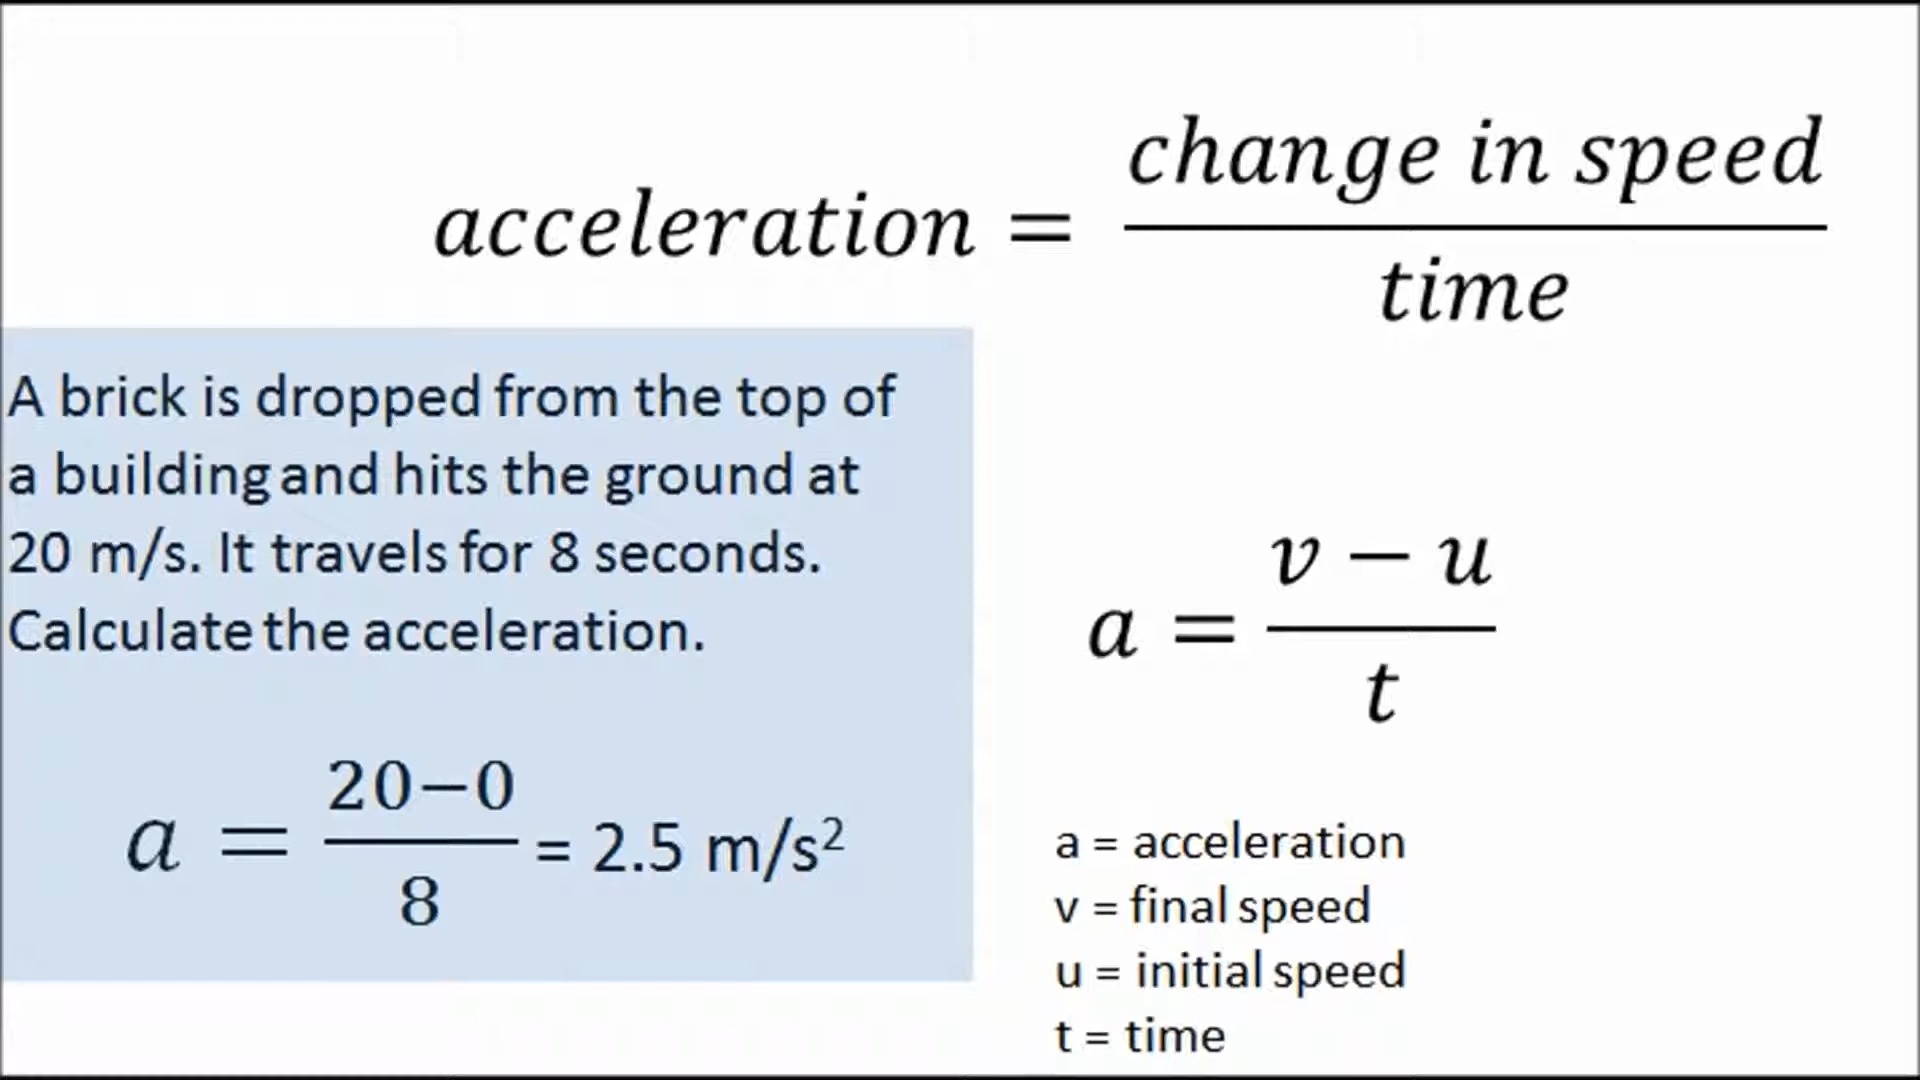 acceleration = change in speed / time
A brick is dropped from the top of
a building and hits the ground at
20 m/s. It travels for 8 seconds.
Calculate the acceleration.
a = 20−0 / 8 = 2.5 m/s²
a = v − u / t
a = acceleration
v = final speed
u = initial speed
t = time